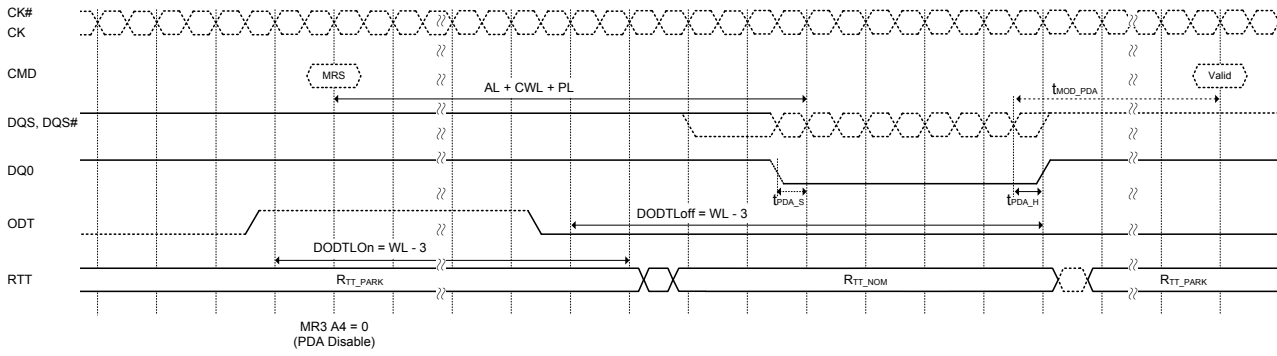 CK#
CK
CMD
MRS
Valid
AL + CWL + PL
tMOD_PDA
DQS, DQS#
DQ0
tPDA_S
tPDA_H
ODT
DODTLoff = WL - 3
DODTLOn = WL - 3
RTT
RTT_PARK
RTT_NOM
RTT_PARK
MR3 A4 = 0
(PDA Disable)